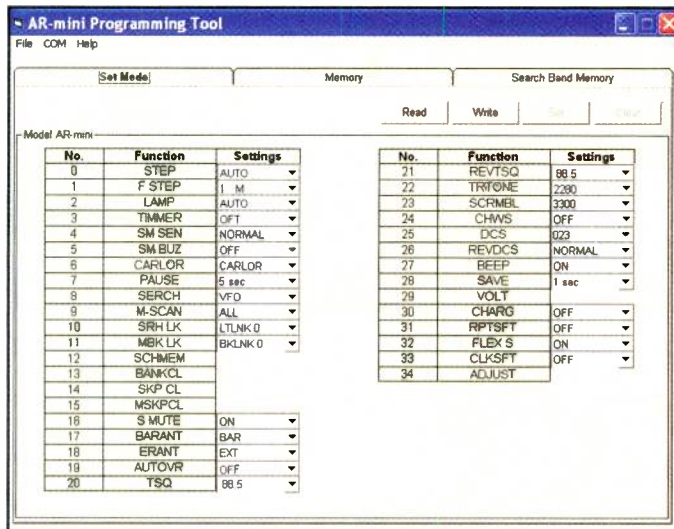 AR-mini Programming Tool
File COM Help
Set Mode Memory Search Band Memory
Read Write Set Clear
Model AR-mini
No. Function Settings
0 STEP AUTO
1 F STEP 1 M
2 LAMP AUTO
3 TIMMER OFT
4 SM SEN NORMAL
5 SM BUZ OFF
6 CARLOR CARLOR
7 PAUSE 5 sec
8 SERCH VFO
9 M-SCAN ALL
10 SRH LK LTLNK 0
11 MBK LK BKLNK 0
12 SCHMEM
13 BANKCL
14 SKP CL
15 MSKPCL
16 S MUTE ON
17 BARANT BAR
18 ERANT EXT
19 AUTOVR OFF
20 TSQ 88.5
No. Function Settings
21 REVTSQ 88.5
22 TRTONE 2280
23 SCRMBL 3300
24 CHWS OFF
25 DCS 023
26 REVDCS NORMAL
27 BEEP ON
28 SAVE 1 sec
29 VOLT
30 CHARG OFF
31 RPTSFT OFF
32 FLEX S ON
33 CLKSFT OFF
34 ADJUST